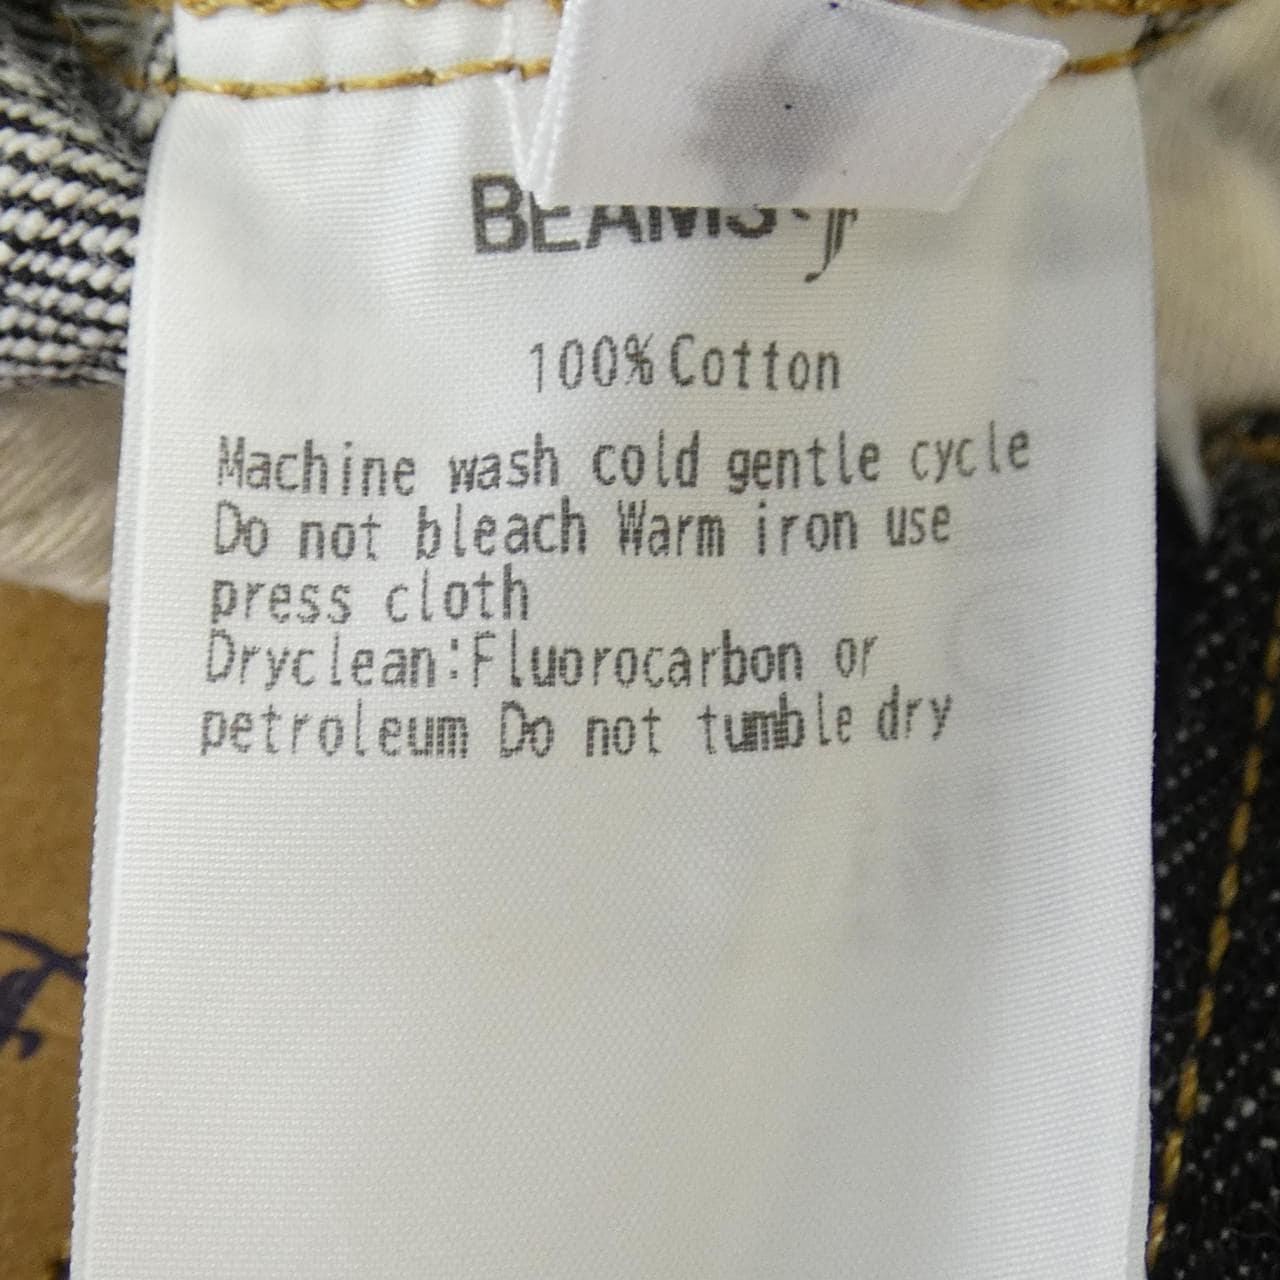 BEAMS
100% Cotton
Machine wash cold gentle cycle
Do not bleach Warm iron use
press cloth
Dryclean:Fluorocarbon or
petroleum Do not tumble dry